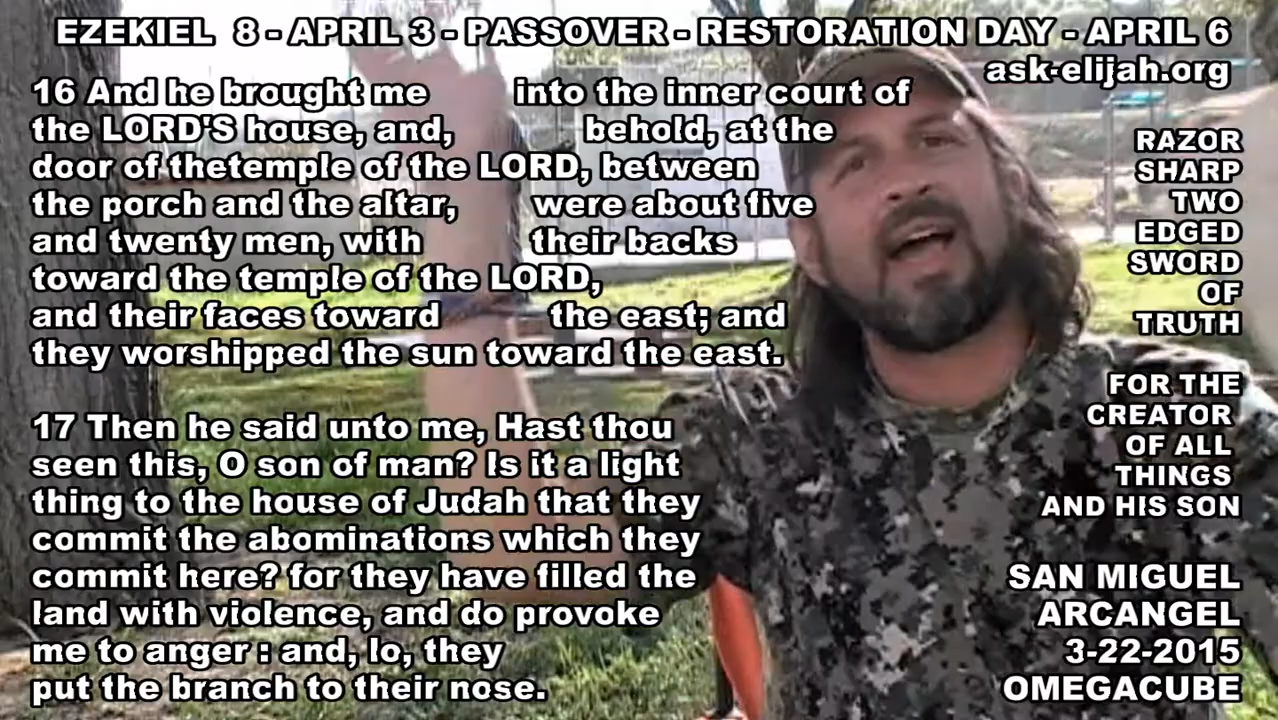 EZEKIEL 8 - APRIL 3 - PASSOVER - RESTORATION DAY - APRIL 6
ask-elijah.org
16 And he brought me into the inner court of
the LORD'S house, and, behold, at the
door of thetemple of the LORD, between
the porch and the altar, were about five
and twenty men, with their backs
toward the temple of the LORD,
and their faces toward the east; and
they worshipped the sun toward the east.
17 Then he said unto me, Hast thou
seen this, O son of man? Is it a light
thing to the house of Judah that they
commit the abominations which they
commit here? for they have filled the
land with violence, and do provoke
me to anger : and, lo, they
put the branch to their nose.
RAZOR
SHARP
TWO
EDGED
SWORD
OF
TRUTH
FOR THE
CREATOR
OF ALL
THINGS
AND HIS SON
SAN MIGUEL
ARCANGEL
3-22-2015
OMEGACUBE